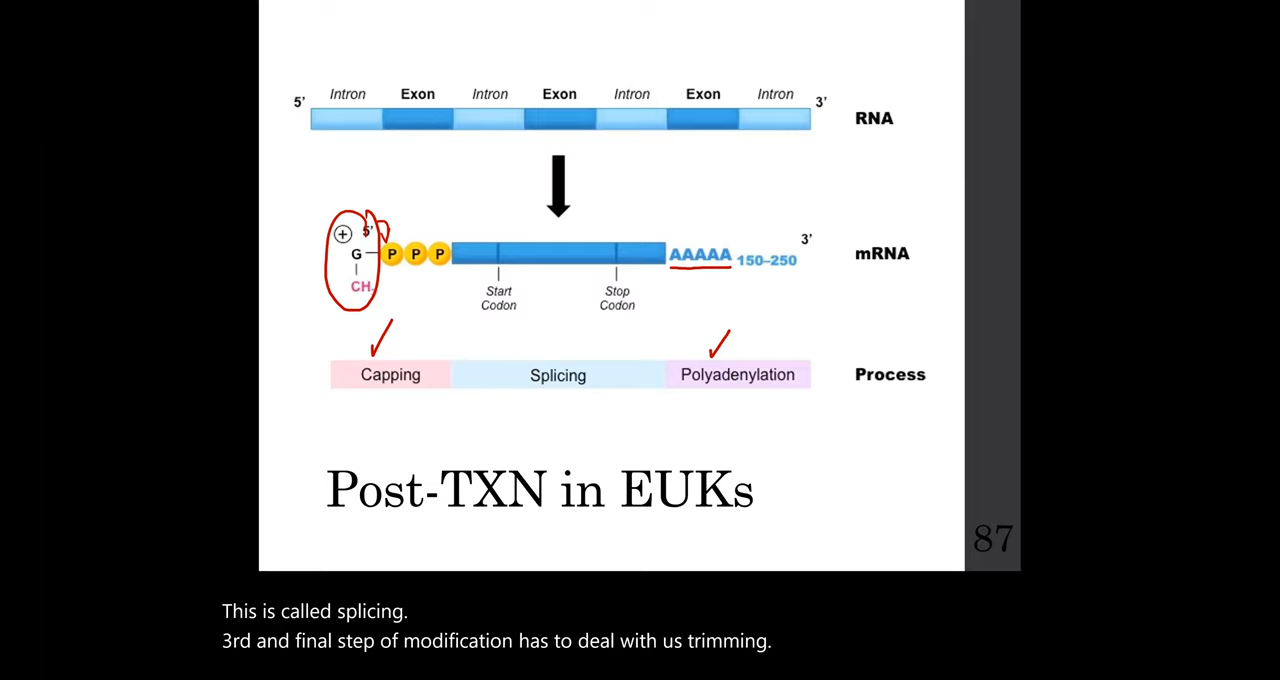 Intron Exon Intron Exon Intron Exon Intron
5’ 3’
RNA
5’ 3’
G P P P AAAAA 150–250 mRNA
CH
Start Codon
Stop Codon
Capping Splicing Polyadenylation Process
Post-TXN in EUKs
87
This is called splicing.
3rd and final step of modification has to deal with us trimming.